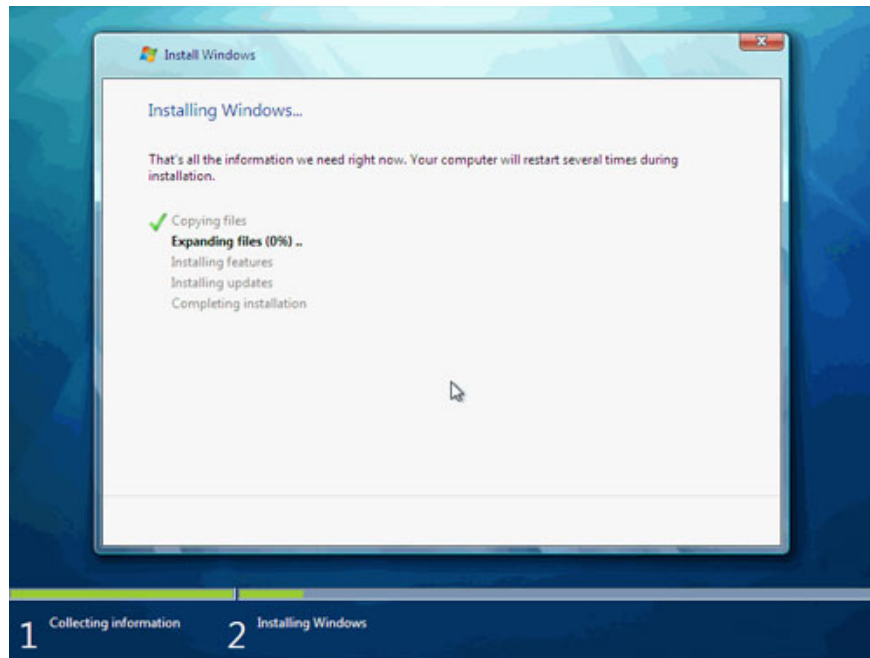 Install Windows
Installing Windows...
That's all the information we need right now. Your computer will restart several times during
installation.
Copying files
Expanding files (0%) ..
Installing features
Installing updates
Completing installation
1 Collecting information 2 Installing Windows